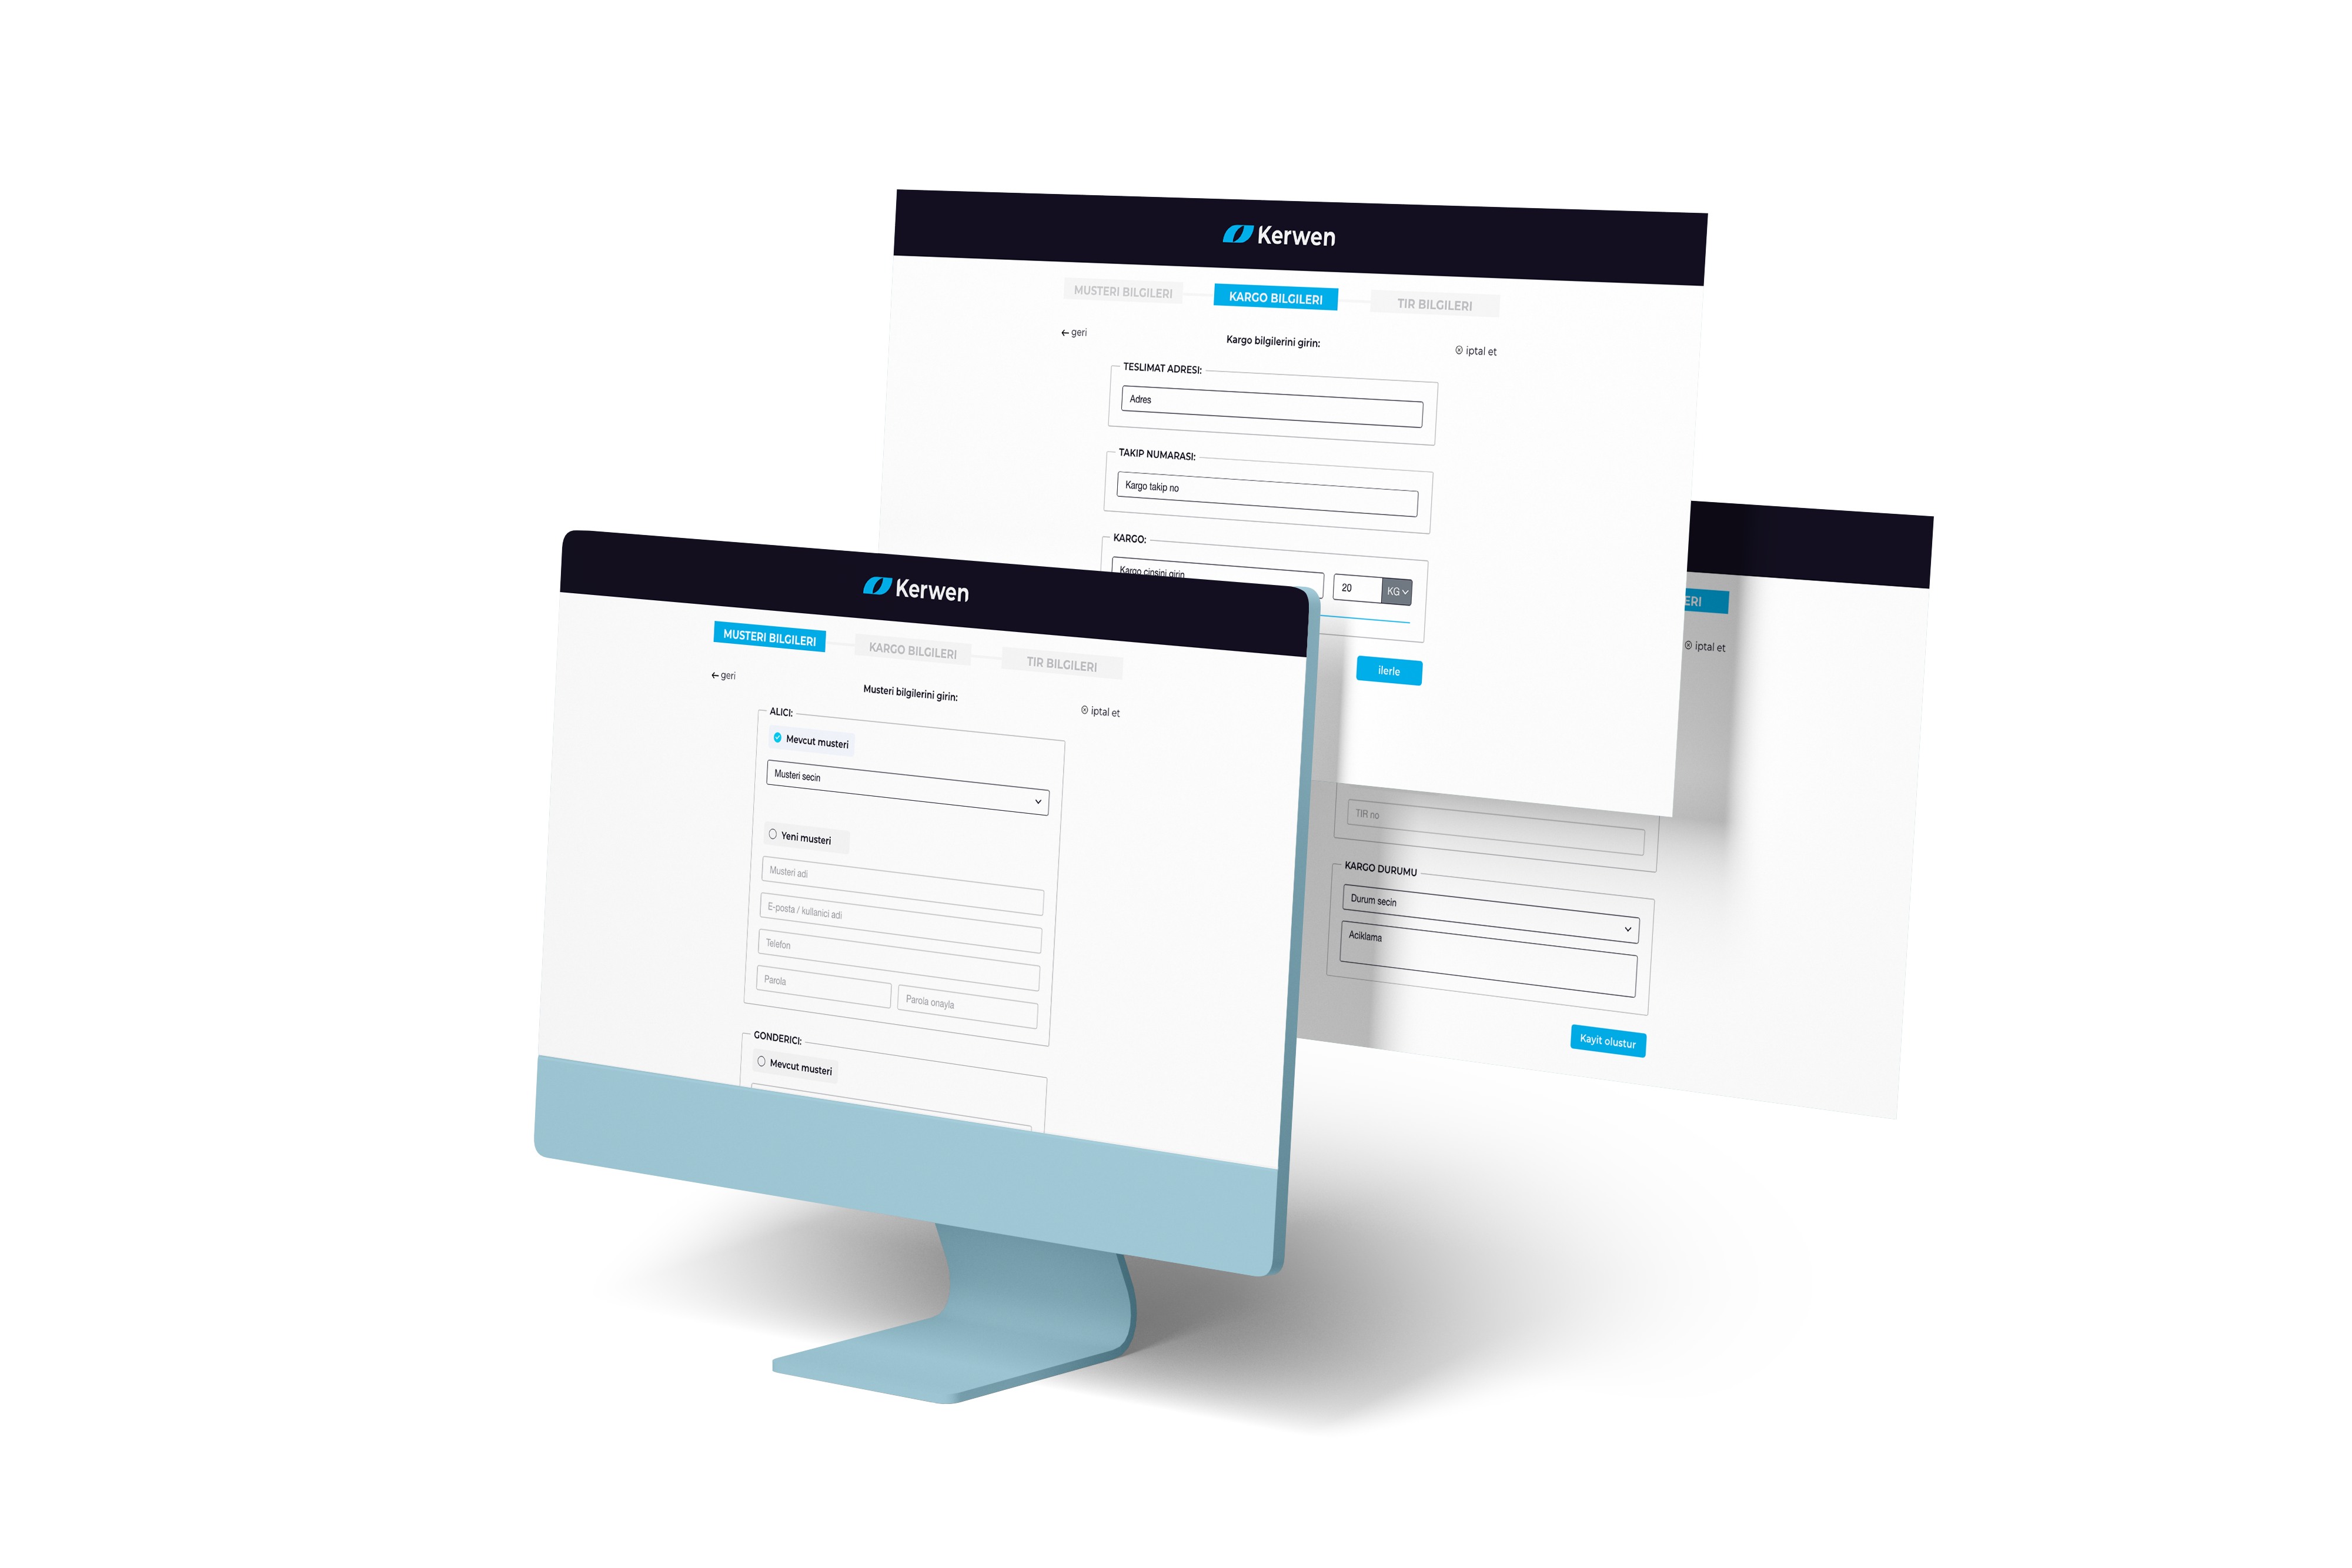 Kerwen
MUSTERI BILGILERI KARGO BILGILERI TIR BILGILERI
geri
Kargo bilgilerini girin:
iptal et
TESLIMAT ADRESI:
Adres
TAKIP NUMARASI:
Kargo takip no
KARGO:
Kargo cinsini girin
20 KG
ilerle
Kerwen
MUSTERI BILGILERI KARGO BILGILERI TIR BILGILERI
geri
Musteri bilgilerini girin:
iptal et
ALICI:
Mevcut musteri
Musteri secin
Yeni musteri
Musteri adi
E-posta / kullanici adi
Telefon
Parola Parola onayla
GONDERICI:
Mevcut musteri
ERI
iptal et
TIR no
KARGO DURUMU
Durum secin
Aciklama
Kayit olustur